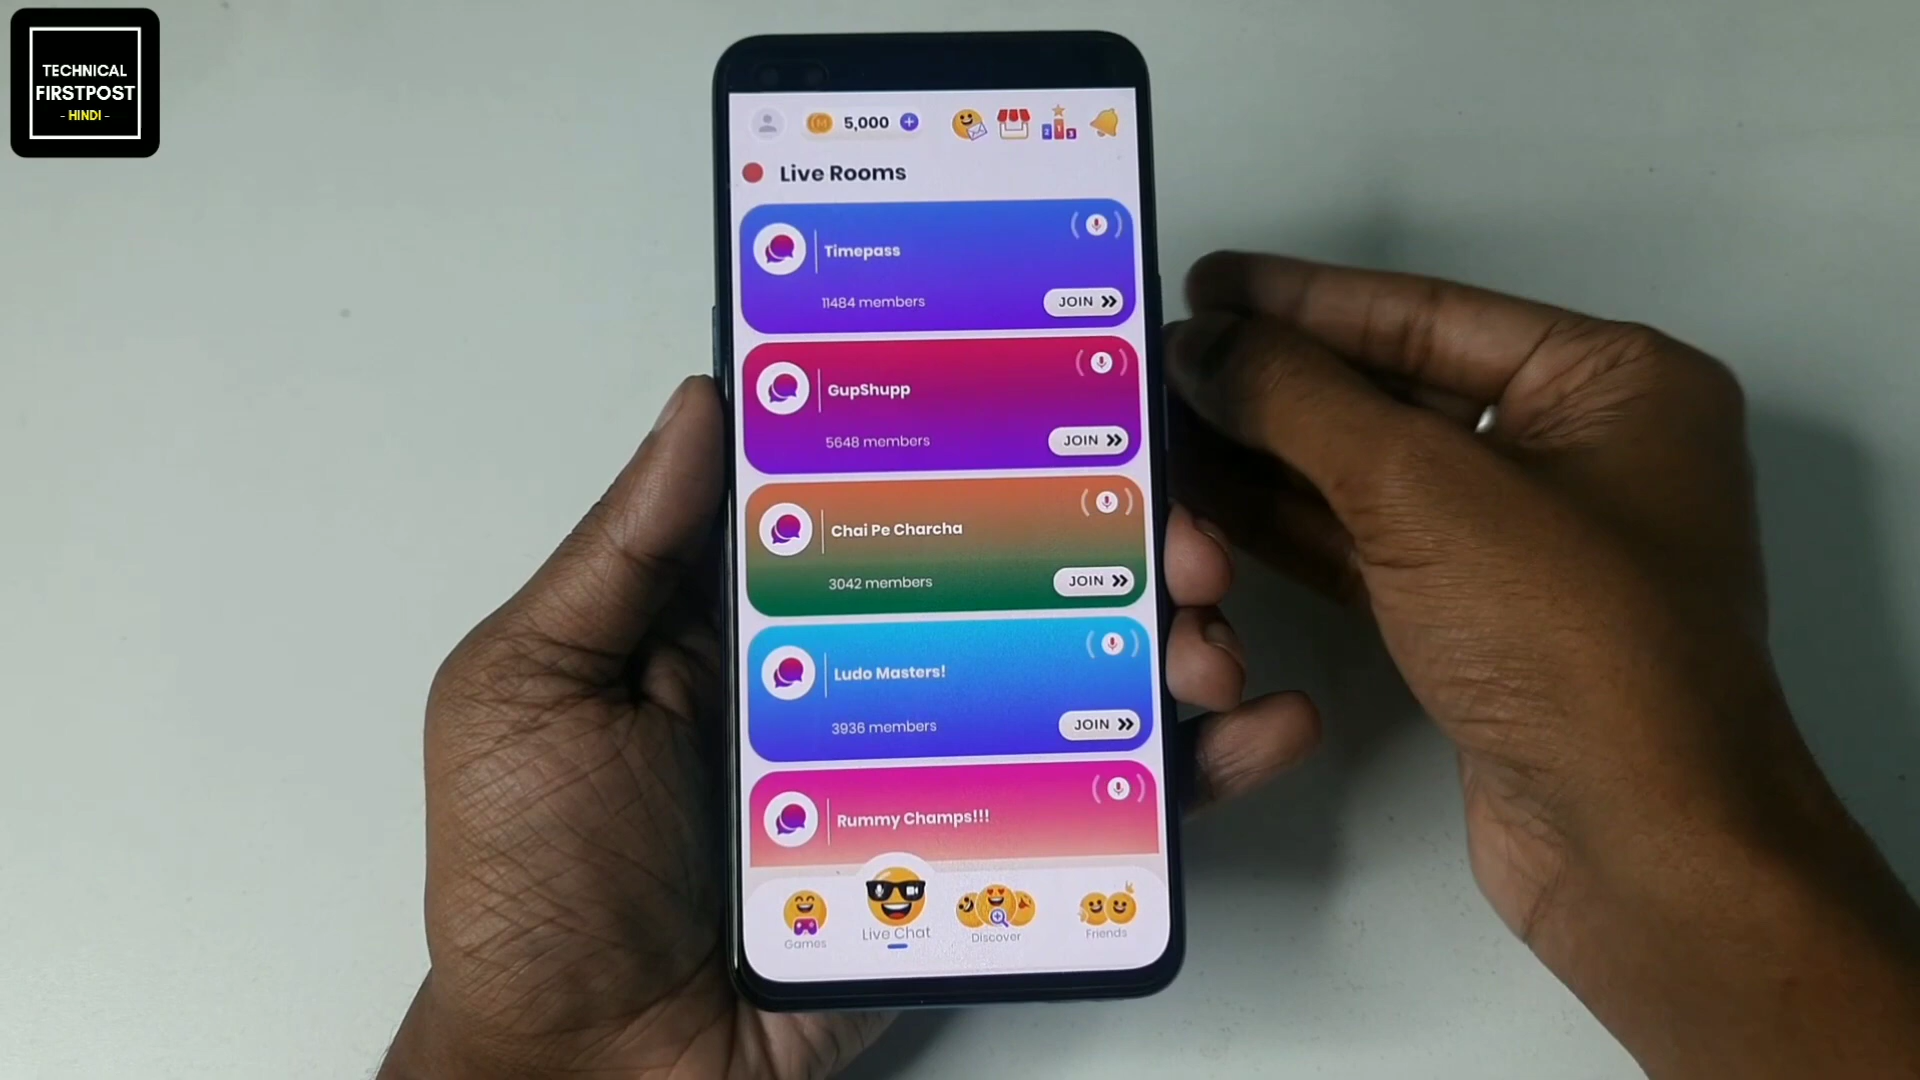 TECHNICAL
FIRSTPOST
- HINDI -
5,000
Live Rooms
Timepass
11484 members
JOIN
GupShupp
5648 members
JOIN
Chai Pe Charcha
3042 members
JOIN
Ludo Masters!
3936 members
JOIN
Rummy Champs!!!
Games
Live Chat
Discover
Friends